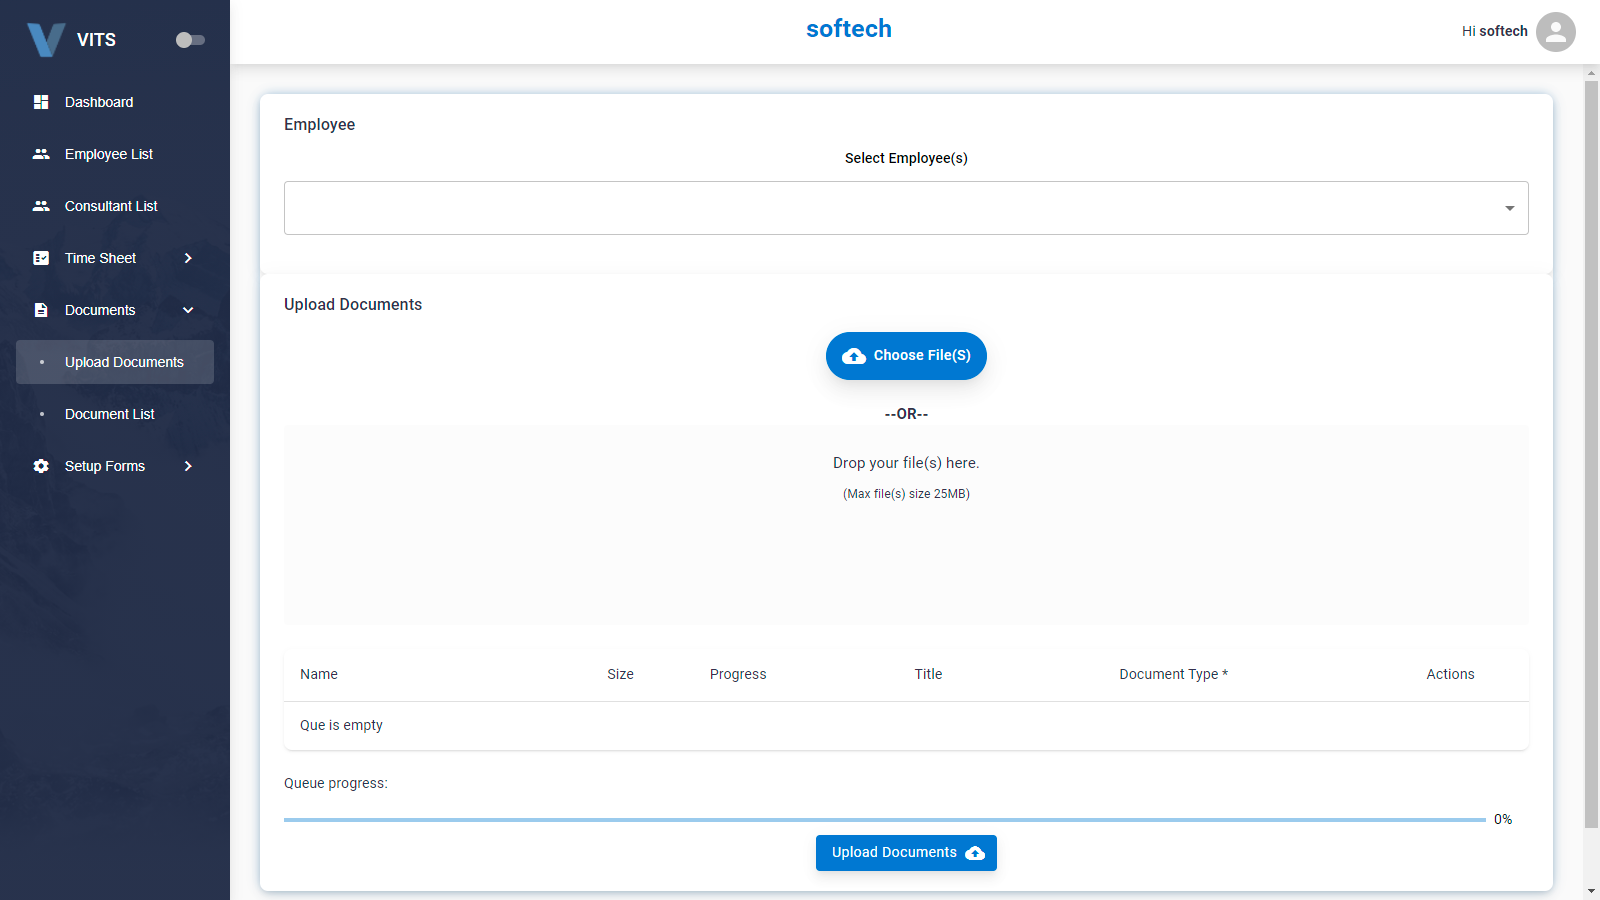 VITS
softech
Hi softech
Dashboard
Employee List
Consultant List
Time Sheet
Documents
Upload Documents
Document List
Setup Forms
Employee
Select Employee(s)
Upload Documents
Choose File(S)
--OR--
Drop your file(s) here.
(Max file(s) size 25MB)
Name Size Progress Title Document Type * Actions
Que is empty
Queue progress:
0%
Upload Documents